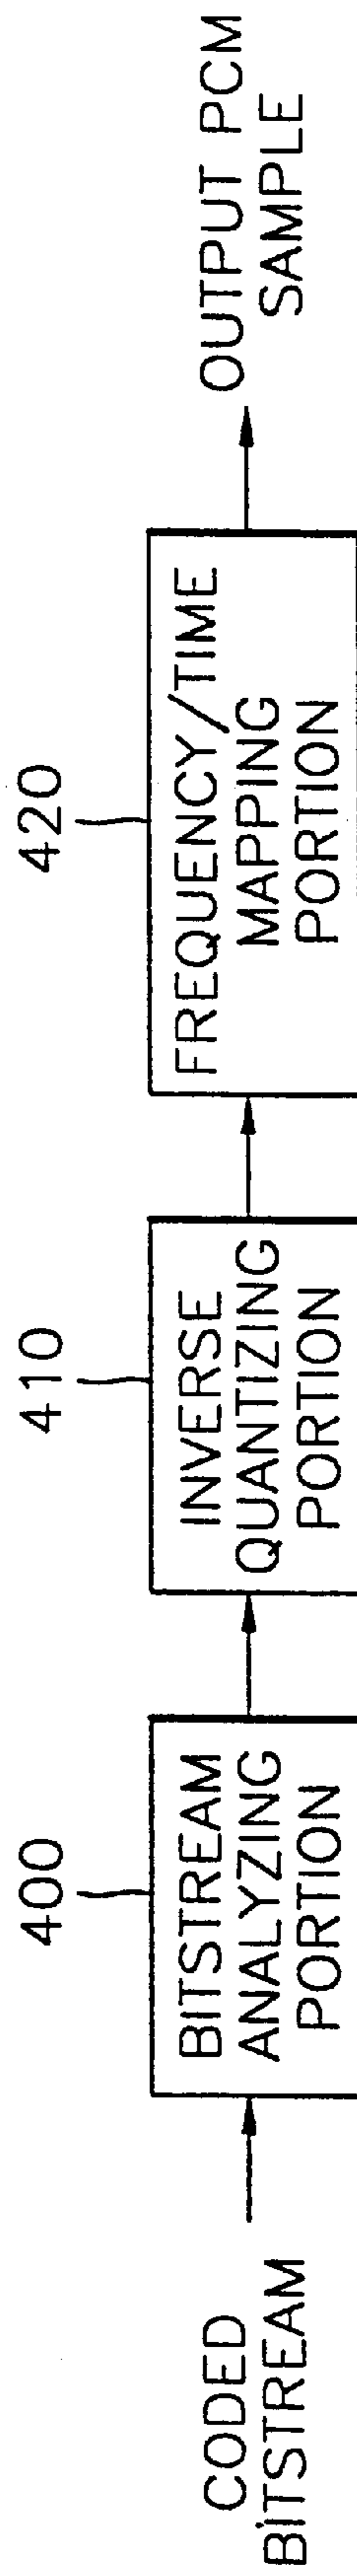 CODED
BITSTREAM
400
BITSTREAM
ANALYZING
PORTION
410
INVERSE
QUANTIZING
PORTION
420
FREQUENCY/TIME
MAPPING
PORTION
OUTPUT PCM
SAMPLE